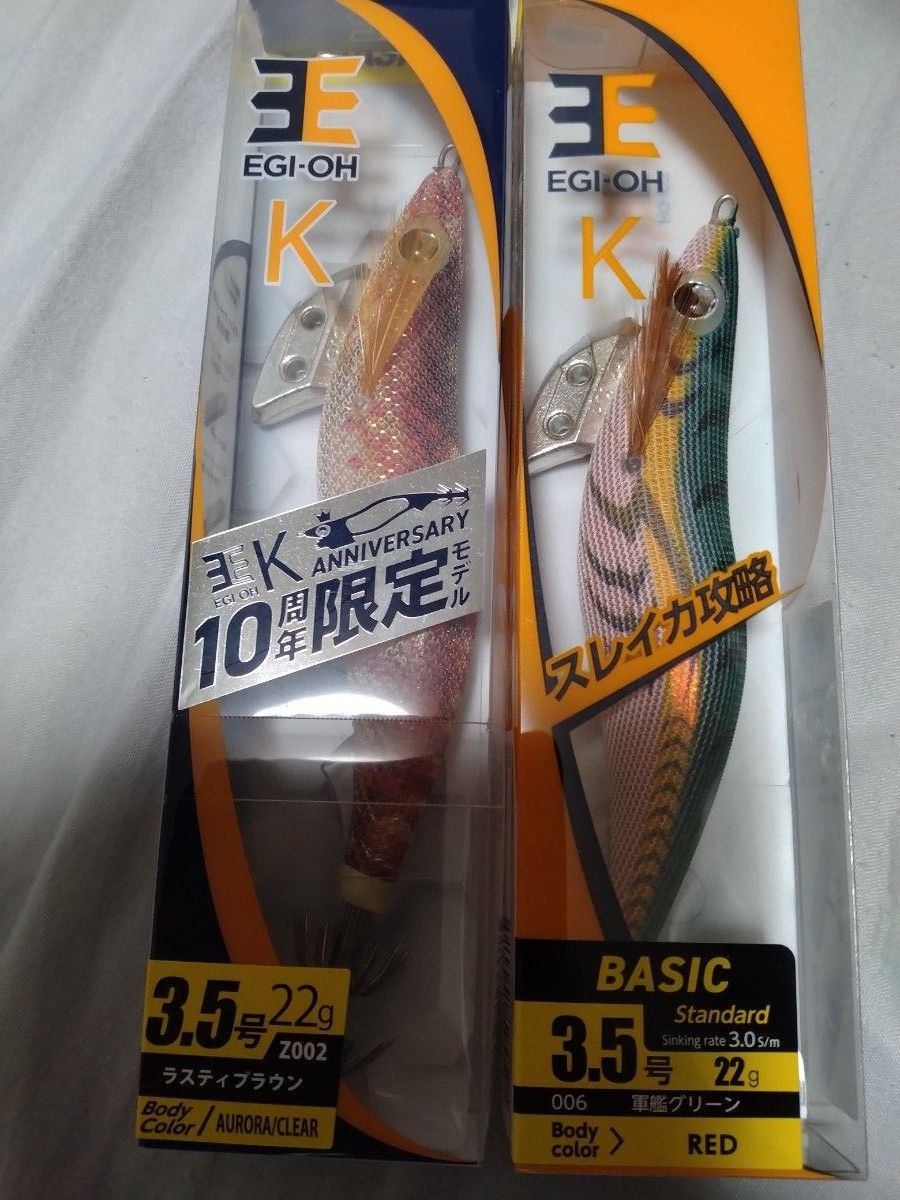 EGI-OH
K
EGI-OH K
ANNIVERSARY
10周年限定モデル
3.5号 22g
Z002
ラスティブラウン
Body Color / AURORA/CLEAR
EGI-OH
K
スレイカ攻略
BASIC
Standard
Sinking rate 3.0 S/m
3.5号 22g
006 軍艦グリーン
Body color > RED